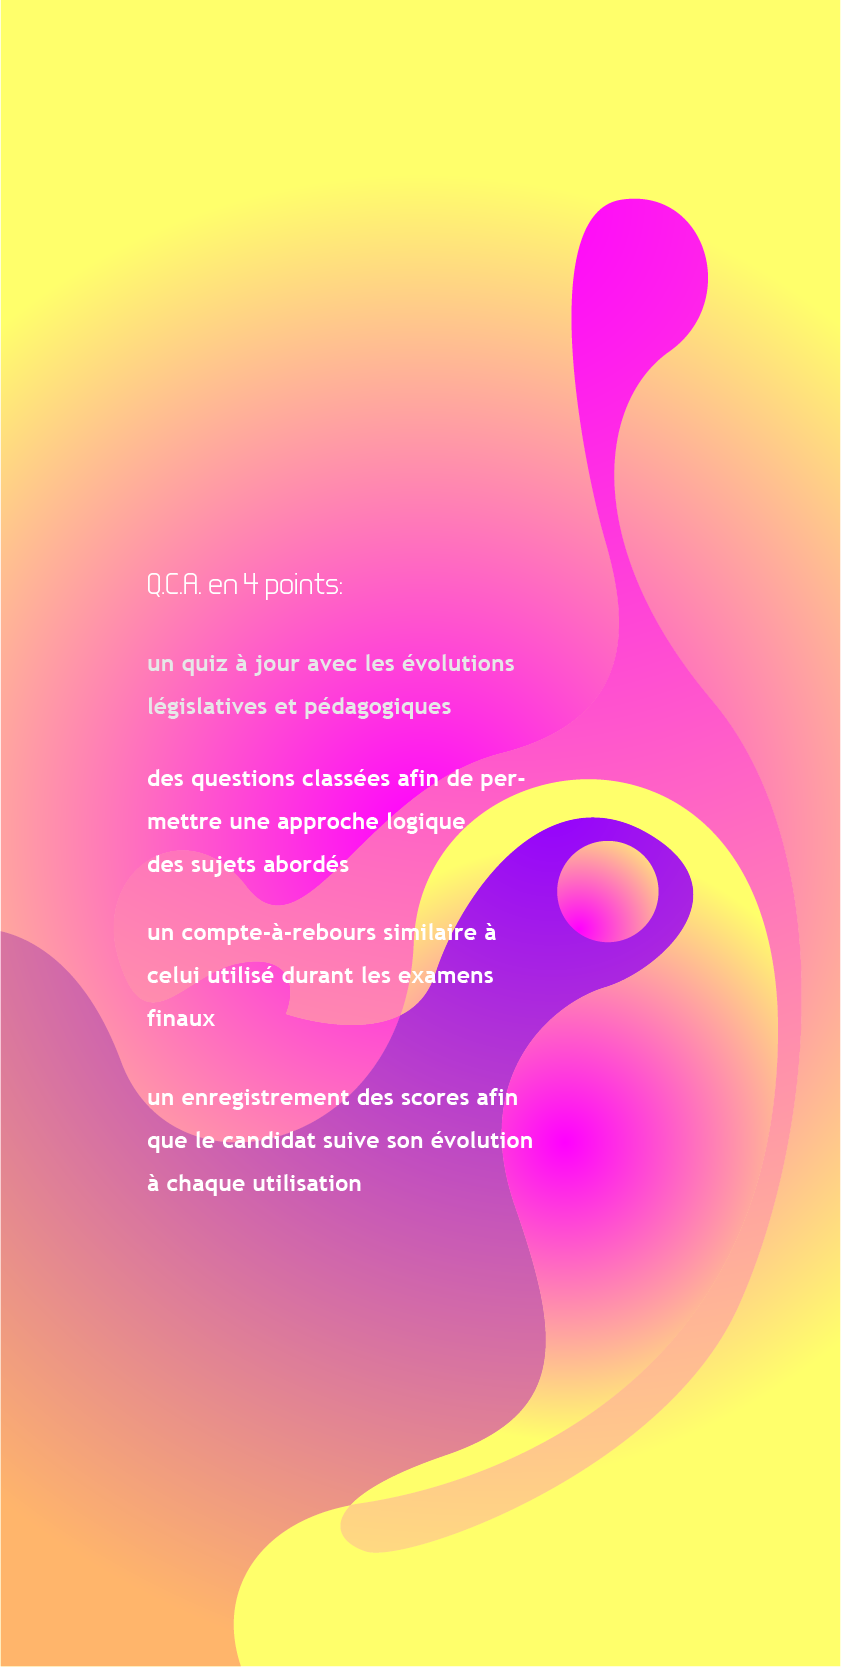 Q.C.A. en 4 points:
un quiz à jour avec les évolutions
législatives et pédagogiques
des questions classées afin de per-
mettre une approche logique
des sujets abordés
un compte-à-rebours similaire à
celui utilisé durant les examens
finaux
un enregistrement des scores afin
que le candidat suive son évolution
à chaque utilisation